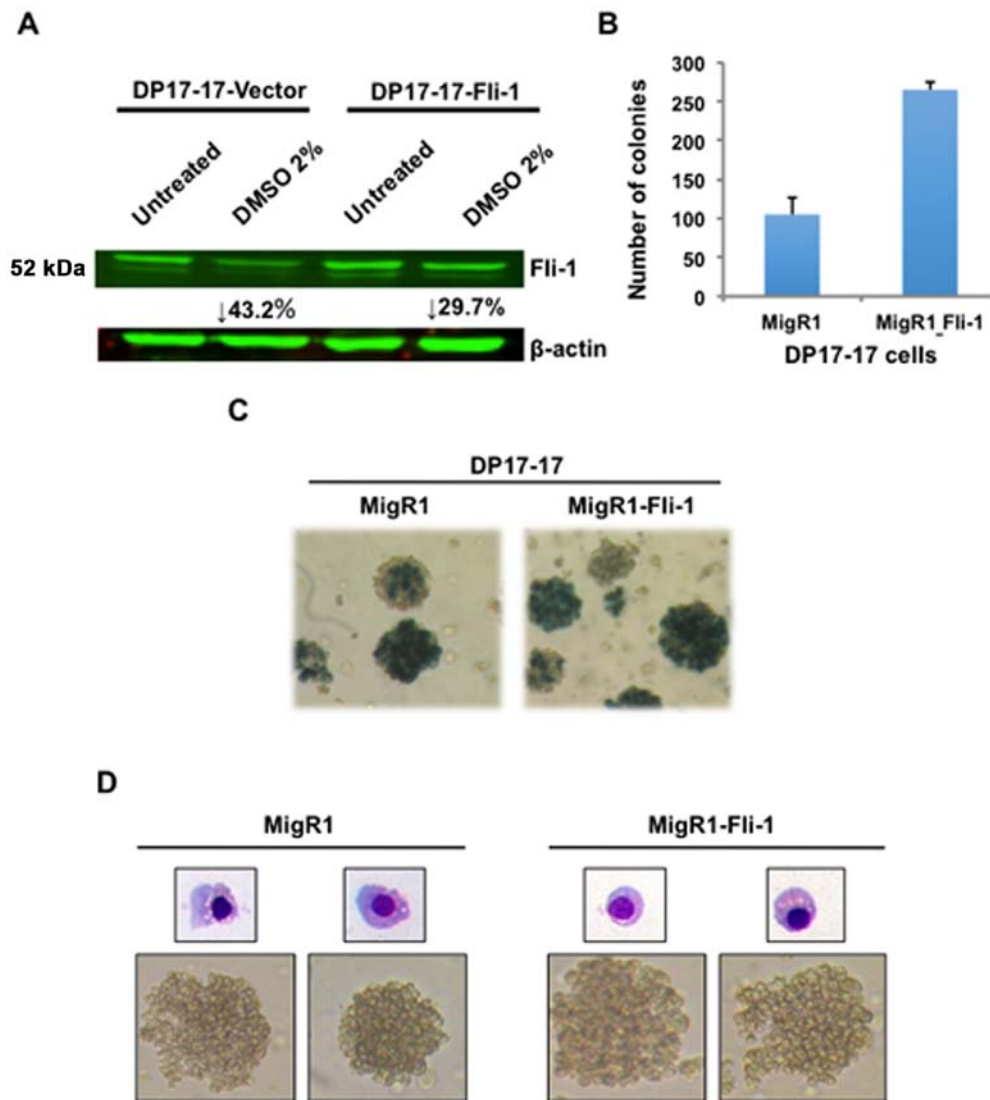 A
DP17-17-Vector
DP17-17-Fli-1
Untreated
DMSO 2%
Untreated
DMSO 2%
52 kDa
Fli-1
↓43.2%
↓29.7%
β-actin
B
Number of colonies
300
250
200
150
100
50
0
MigR1
MigR1_Fli-1
DP17-17 cells
C
DP17-17
MigR1
MigR1-Fli-1
D
MigR1
MigR1-Fli-1